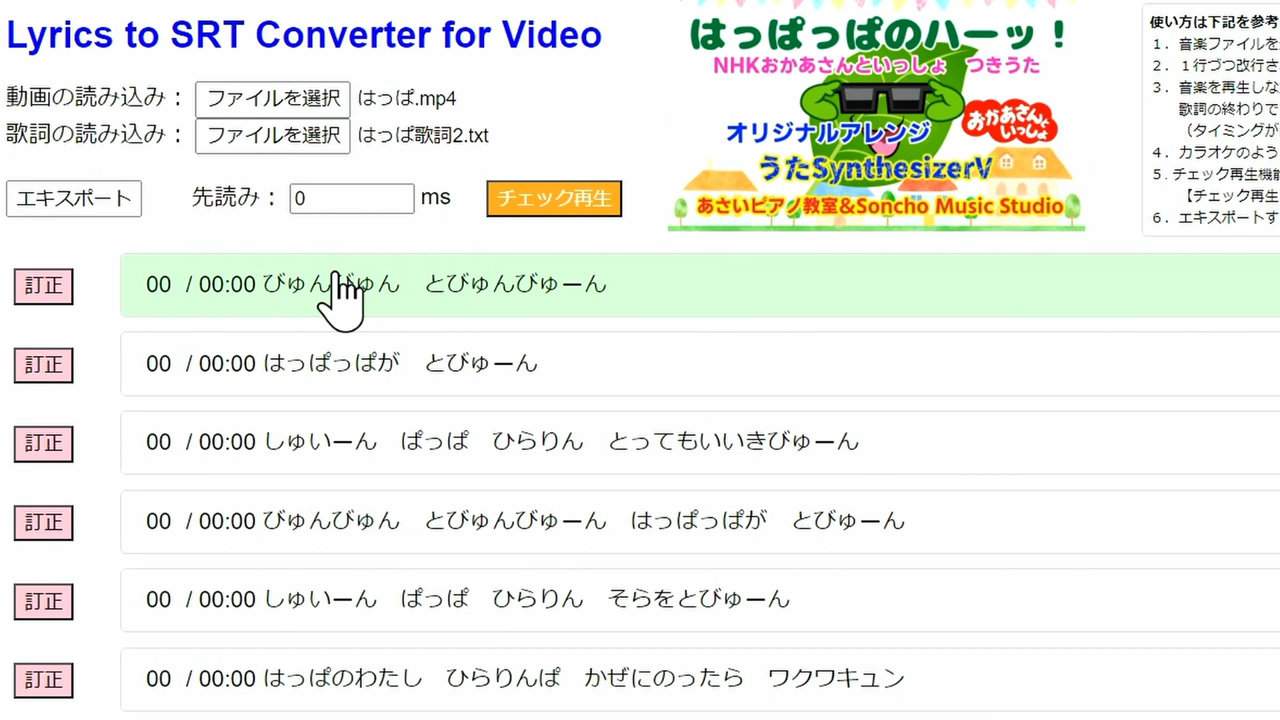 Lyrics to SRT Converter for Video
動画の読み込み： ファイルを選択 はっぱ.mp4
歌詞の読み込み： ファイルを選択 はっぱ歌詞2.txt
エキスポート 先読み： 0 ms チェック再生
はっぱっぱのハーッ！
NHKおかあさんといっしょ　つきうた
おかあさんと
いっしょ
オリジナルアレンジ
うたSynthesizerV
あさいピアノ教室&Soncho Music Studio
使い方は下記を参考
1．音楽ファイルを
2．１行づつ改行さ
3．音楽を再生しな
歌詞の終わりで
（タイミングが
4．カラオケのよう
5．チェック再生機能
【チェック再生
6．エキスポートす
訂正 00 / 00:00 びゅんびゅん　とびゅんびゅーん
訂正 00 / 00:00 はっぱっぱが　とびゅーん
訂正 00 / 00:00 しゅいーん　ぱっぱ　ひらりん　とってもいいきびゅーん
訂正 00 / 00:00 びゅんびゅん　とびゅんびゅーん　はっぱっぱが　とびゅーん
訂正 00 / 00:00 しゅいーん　ぱっぱ　ひらりん　そらをとびゅーん
訂正 00 / 00:00 はっぱのわたし　ひらりんぱ　かぜにのったら　ワクワキュン